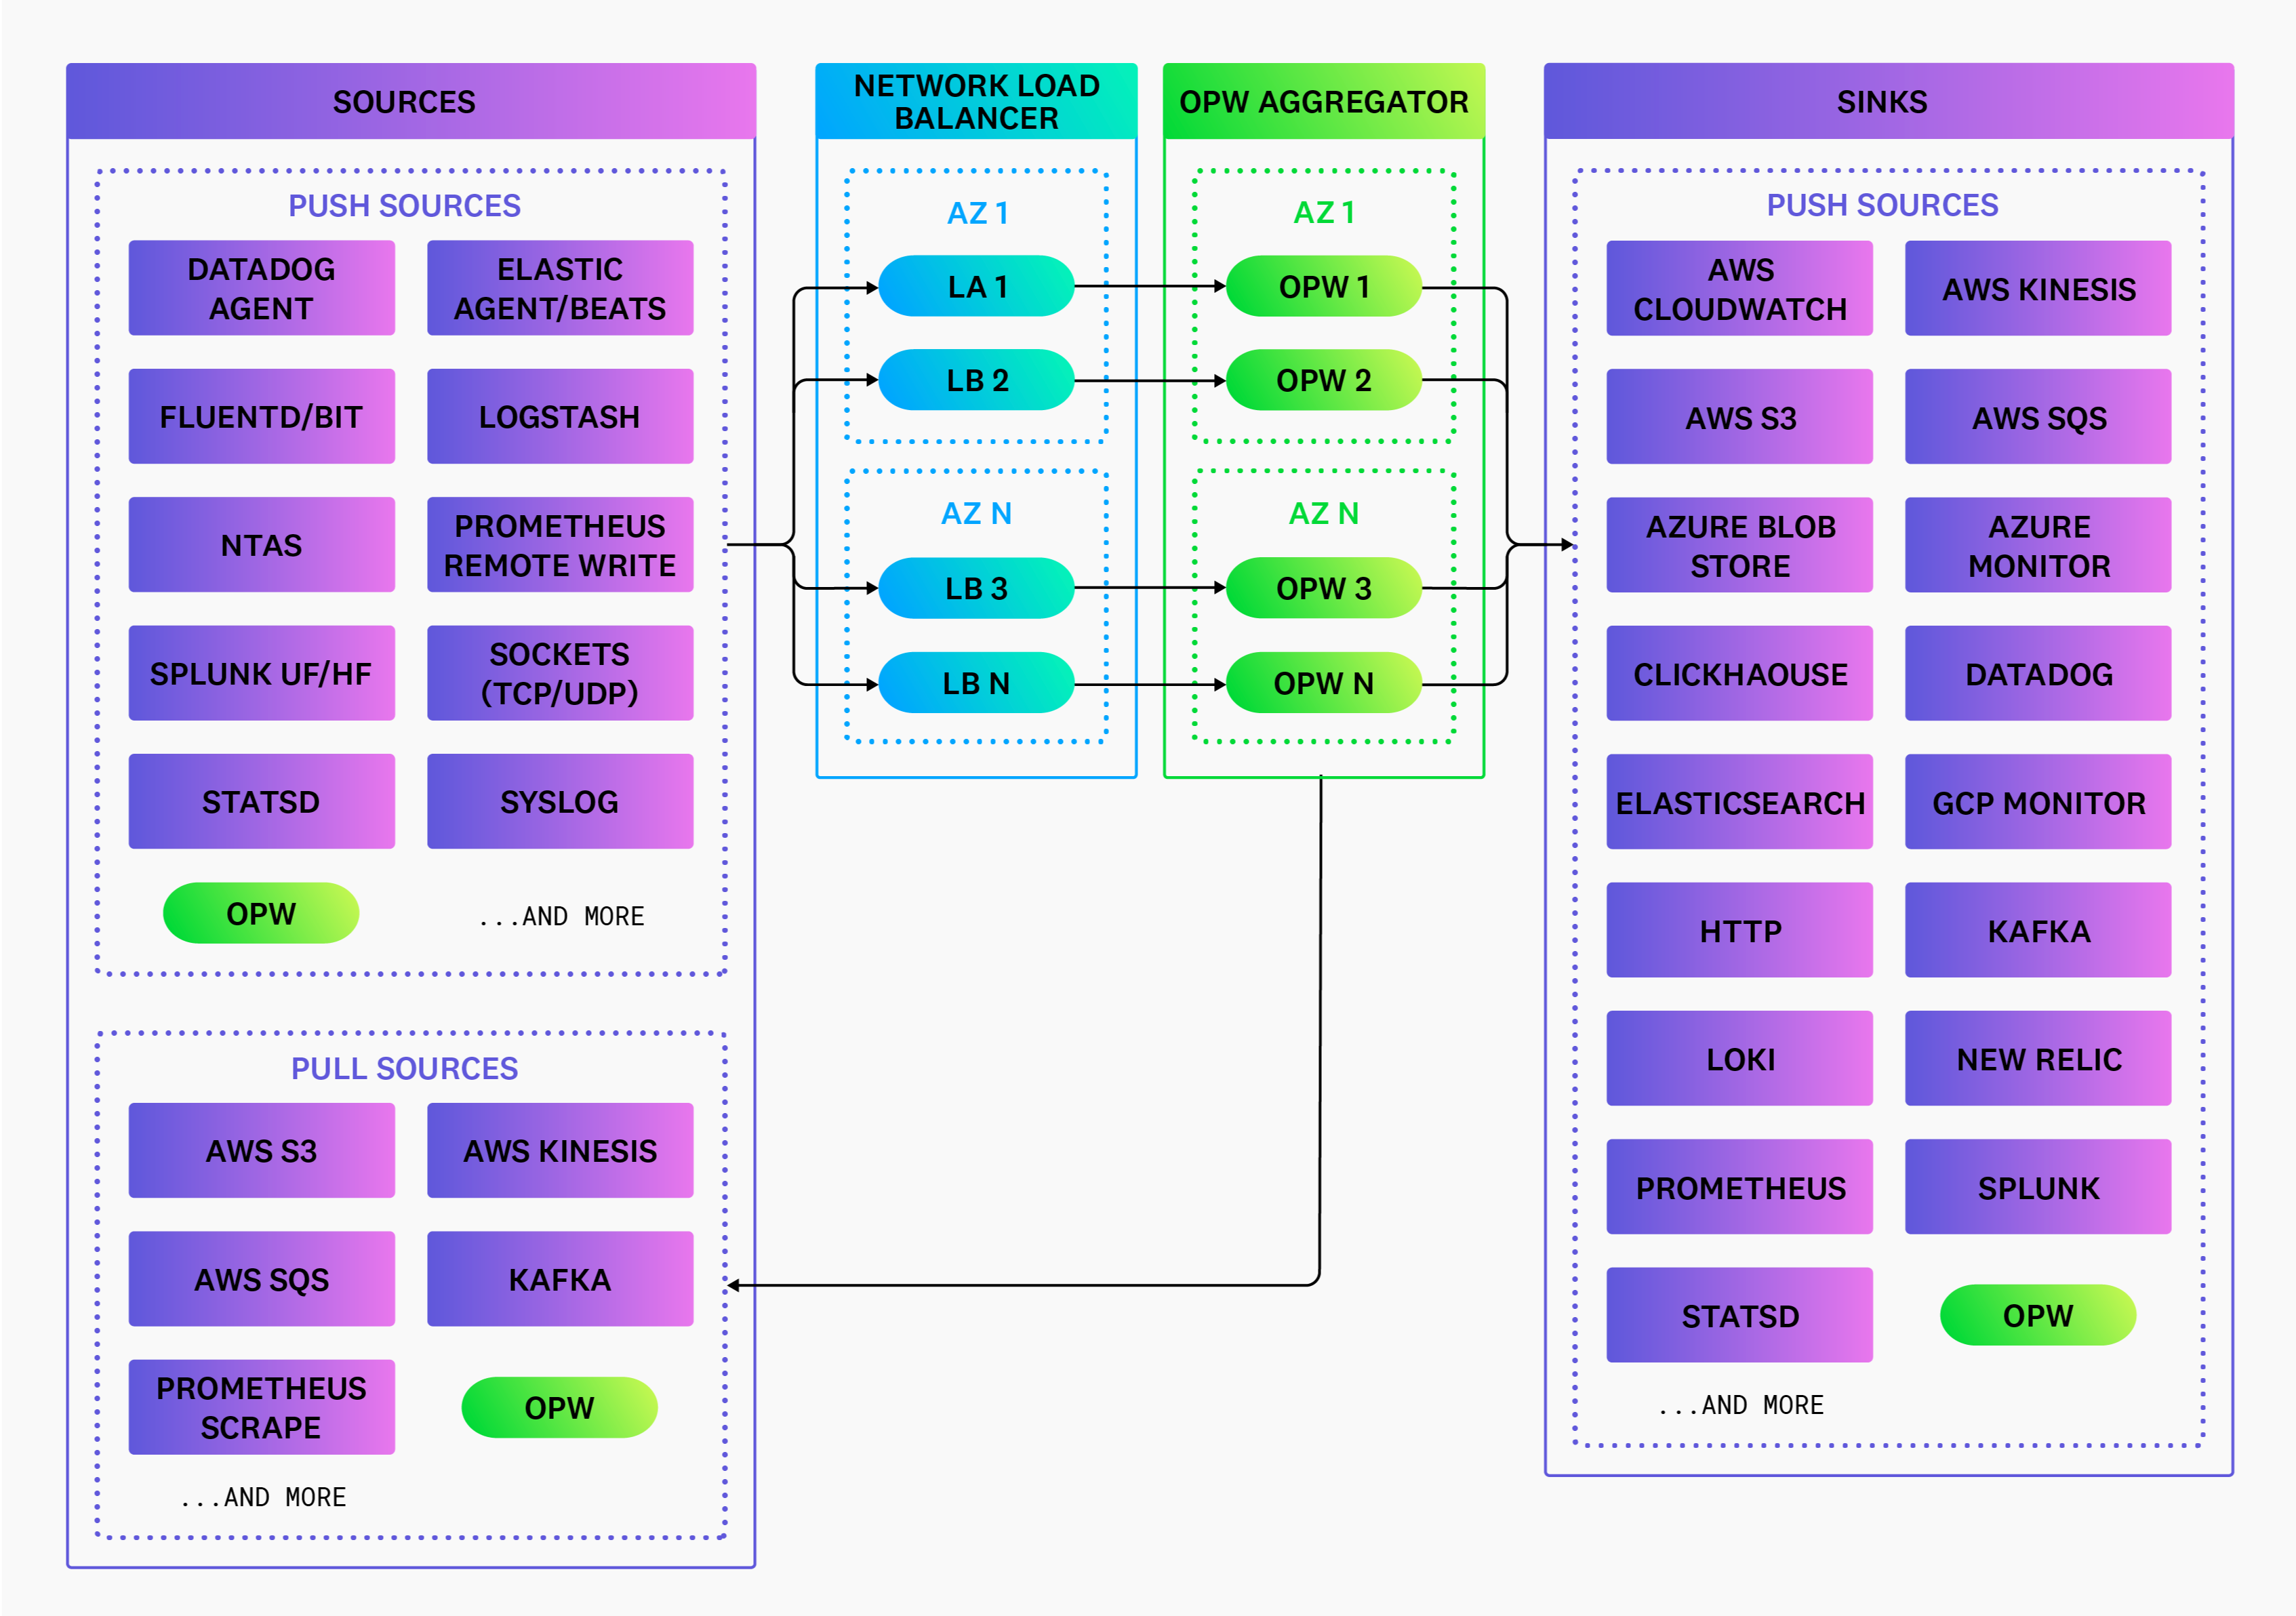 SOURCES
PUSH SOURCES
DATADOG
AGENT
ELASTIC
AGENT/BEATS
FLUENTD/BIT
LOGSTASH
NTAS
PROMETHEUS
REMOTE WRITE
SPLUNK UF/HF
SOCKETS
(TCP/UDP)
STATSD
SYSLOG
OPW
...AND MORE
PULL SOURCES
AWS S3
AWS KINESIS
AWS SQS
KAFKA
PROMETHEUS
SCRAPE
OPW
...AND MORE
NETWORK LOAD
BALANCER
AZ 1
LA 1
LB 2
AZ N
LB 3
LB N
OPW AGGREGATOR
AZ 1
OPW 1
OPW 2
AZ N
OPW 3
OPW N
SINKS
PUSH SOURCES
AWS
CLOUDWATCH
AWS KINESIS
AWS S3
AWS SQS
AZURE BLOB
STORE
AZURE
MONITOR
CLICKHAOUSE
DATADOG
ELASTICSEARCH
GCP MONITOR
HTTP
KAFKA
LOKI
NEW RELIC
PROMETHEUS
SPLUNK
STATSD
OPW
...AND MORE